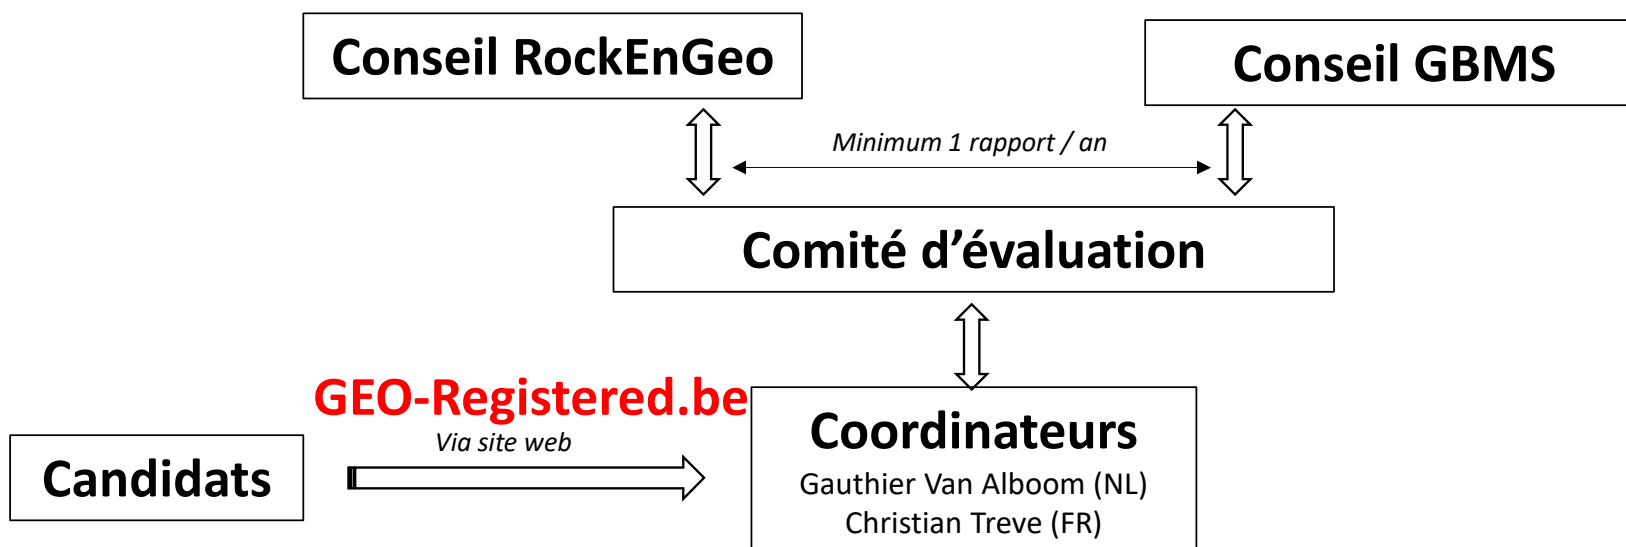 Conseil RockEnGeo
Conseil GBMS
Minimum 1 rapport / an
Comité d’évaluation
GEO-Registered.be
Via site web
Candidats
Coordinateurs
Gauthier Van Alboom (NL)
Christian Treve (FR)